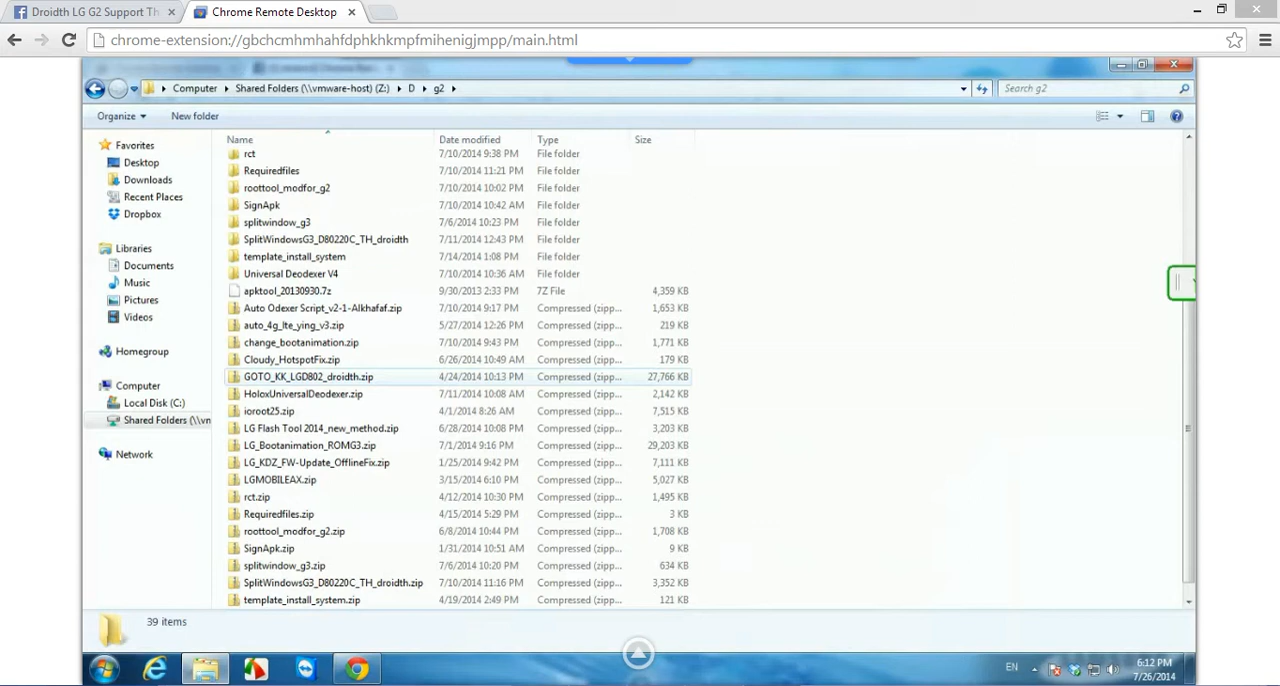 Droidth LG G2 Support Th
Chrome Remote Desktop
chrome-extension://gbchcmhmhahfdphkhkmpfmihenigjmpp/main.html
Computer Shared Folders (\\vmware-host) (Z:) D g2
Search g2
Organize New folder
Name Date modified Type Size
Favorites
Desktop
Downloads
Recent Places
Dropbox
Libraries
Documents
Music
Pictures
Videos
Homegroup
Computer
Local Disk (C:)
Shared Folders (\\vn
Network
rct 7/10/2014 9:38 PM File folder
Requiredfiles 7/10/2014 11:21 PM File folder
roottool_modfor_g2 7/10/2014 10:02 PM File folder
SignApk 7/10/2014 10:42 AM File folder
splitwindow_g3 7/6/2014 10:23 PM File folder
SplitWindowsG3_D80220C_TH_droidth 7/11/2014 12:43 PM File folder
template_install_system 7/14/2014 1:08 PM File folder
Universal Deodexer V4 7/10/2014 10:36 AM File folder
apktool_20130930.7z 9/30/2013 2:33 PM 7Z File 4,359 KB
Auto Odexer Script_v2-1-Alkhafaf.zip 7/10/2014 9:17 PM Compressed (zipp... 1,653 KB
auto_4g_lte_ying_v3.zip 5/27/2014 12:26 PM Compressed (zipp... 219 KB
change_bootanimation.zip 7/10/2014 9:43 PM Compressed (zipp... 1,771 KB
Cloudy_HotspotFix.zip 6/26/2014 10:49 AM Compressed (zipp... 179 KB
GOTO_KK_LGD802_droidth.zip 4/24/2014 10:13 PM Compressed (zipp... 27,766 KB
HoloxUniversalDeodexer.zip 7/11/2014 10:08 AM Compressed (zipp... 2,142 KB
ioroot25.zip 4/1/2014 8:26 AM Compressed (zipp... 7,515 KB
LG Flash Tool 2014_new_method.zip 6/28/2014 10:08 PM Compressed (zipp... 3,203 KB
LG_Bootanimation_ROMG3.zip 7/1/2014 9:16 PM Compressed (zipp... 29,203 KB
LG_KDZ_FW-Update_OfflineFix.zip 1/25/2014 9:42 PM Compressed (zipp... 7,111 KB
LGMOBILEAX.zip 3/15/2014 6:10 PM Compressed (zipp... 5,027 KB
rct.zip 4/12/2014 10:30 PM Compressed (zipp... 1,495 KB
Requiredfiles.zip 4/15/2014 5:29 PM Compressed (zipp... 3 KB
roottool_modfor_g2.zip 6/8/2014 10:44 PM Compressed (zipp... 1,708 KB
SignApk.zip 1/31/2014 10:51 AM Compressed (zipp... 9 KB
splitwindow_g3.zip 7/6/2014 10:20 PM Compressed (zipp... 634 KB
SplitWindowsG3_D80220C_TH_droidth.zip 7/10/2014 11:16 PM Compressed (zipp... 3,352 KB
template_install_system.zip 4/19/2014 2:49 PM Compressed (zipp... 121 KB
39 items
EN
6:12 PM
7/26/2014